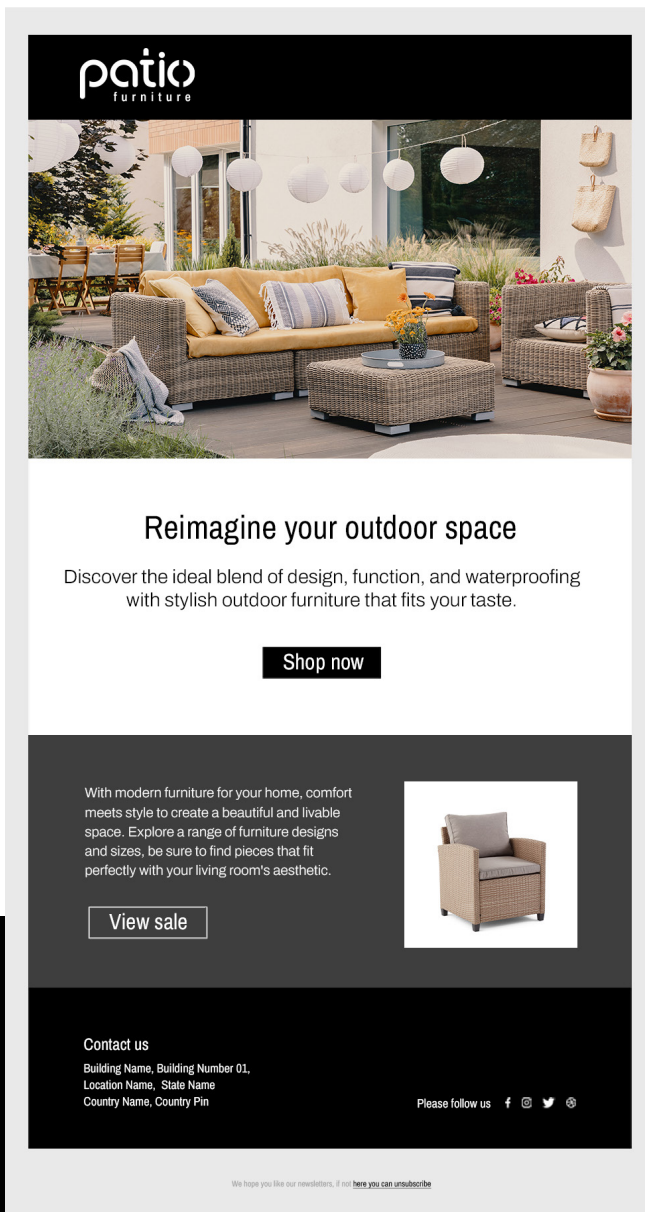 patio
furniture
Reimagine your outdoor space
Discover the ideal blend of design, function, and waterproofing
with stylish outdoor furniture that fits your taste.
Shop now
With modern furniture for your home, comfort
meets style to create a beautiful and livable
space. Explore a range of furniture designs
and sizes, be sure to find pieces that fit
perfectly with your living room's aesthetic.
View sale
Contact us
Building Name, Building Number 01,
Location Name, State Name
Country Name, Country Pin
Please follow us
We hope you like our newsletters, if not here you can unsubscribe